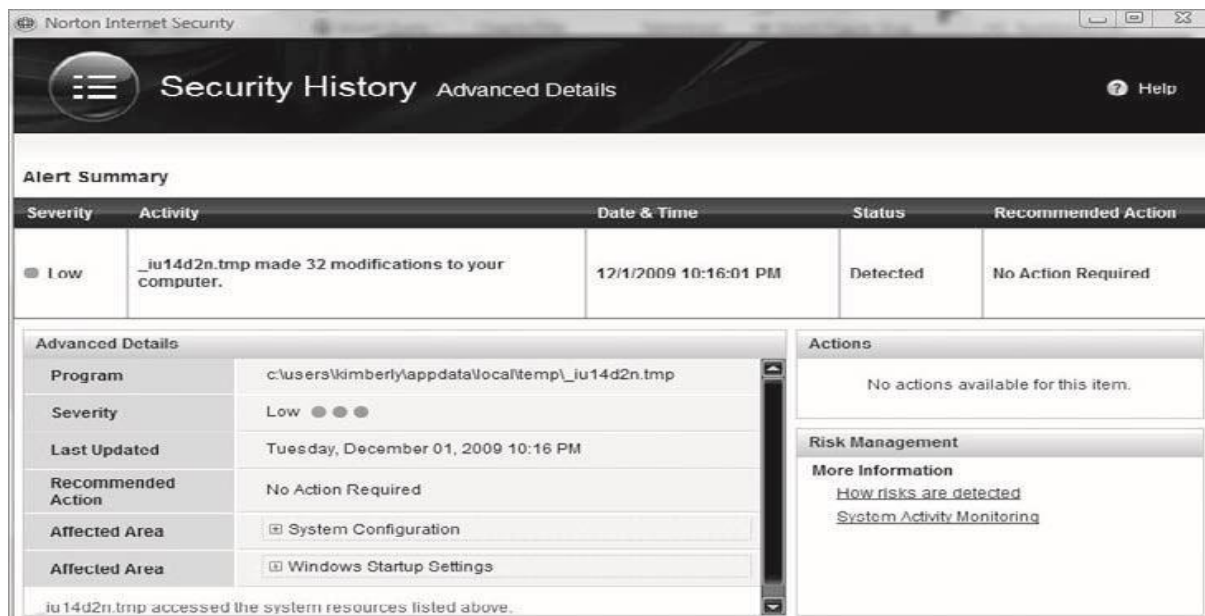 Norton Internet Security
Security History Advanced Details
Help
Alert Summary
Severity Activity Date & Time Status Recommended Action
Low _iu14d2n.tmp made 32 modifications to your computer. 12/1/2009 10:16:01 PM Detected No Action Required
Advanced Details
Program c:\users\kimberly\appdata\local\temp\_iu14d2n.tmp
Severity Low
Last Updated Tuesday, December 01, 2009 10:16 PM
Recommended Action No Action Required
Affected Area System Configuration
Affected Area Windows Startup Settings
_iu14d2n.tmp accessed the system resources listed above.
Actions
No actions available for this item.
Risk Management
More Information
How risks are detected
System Activity Monitoring